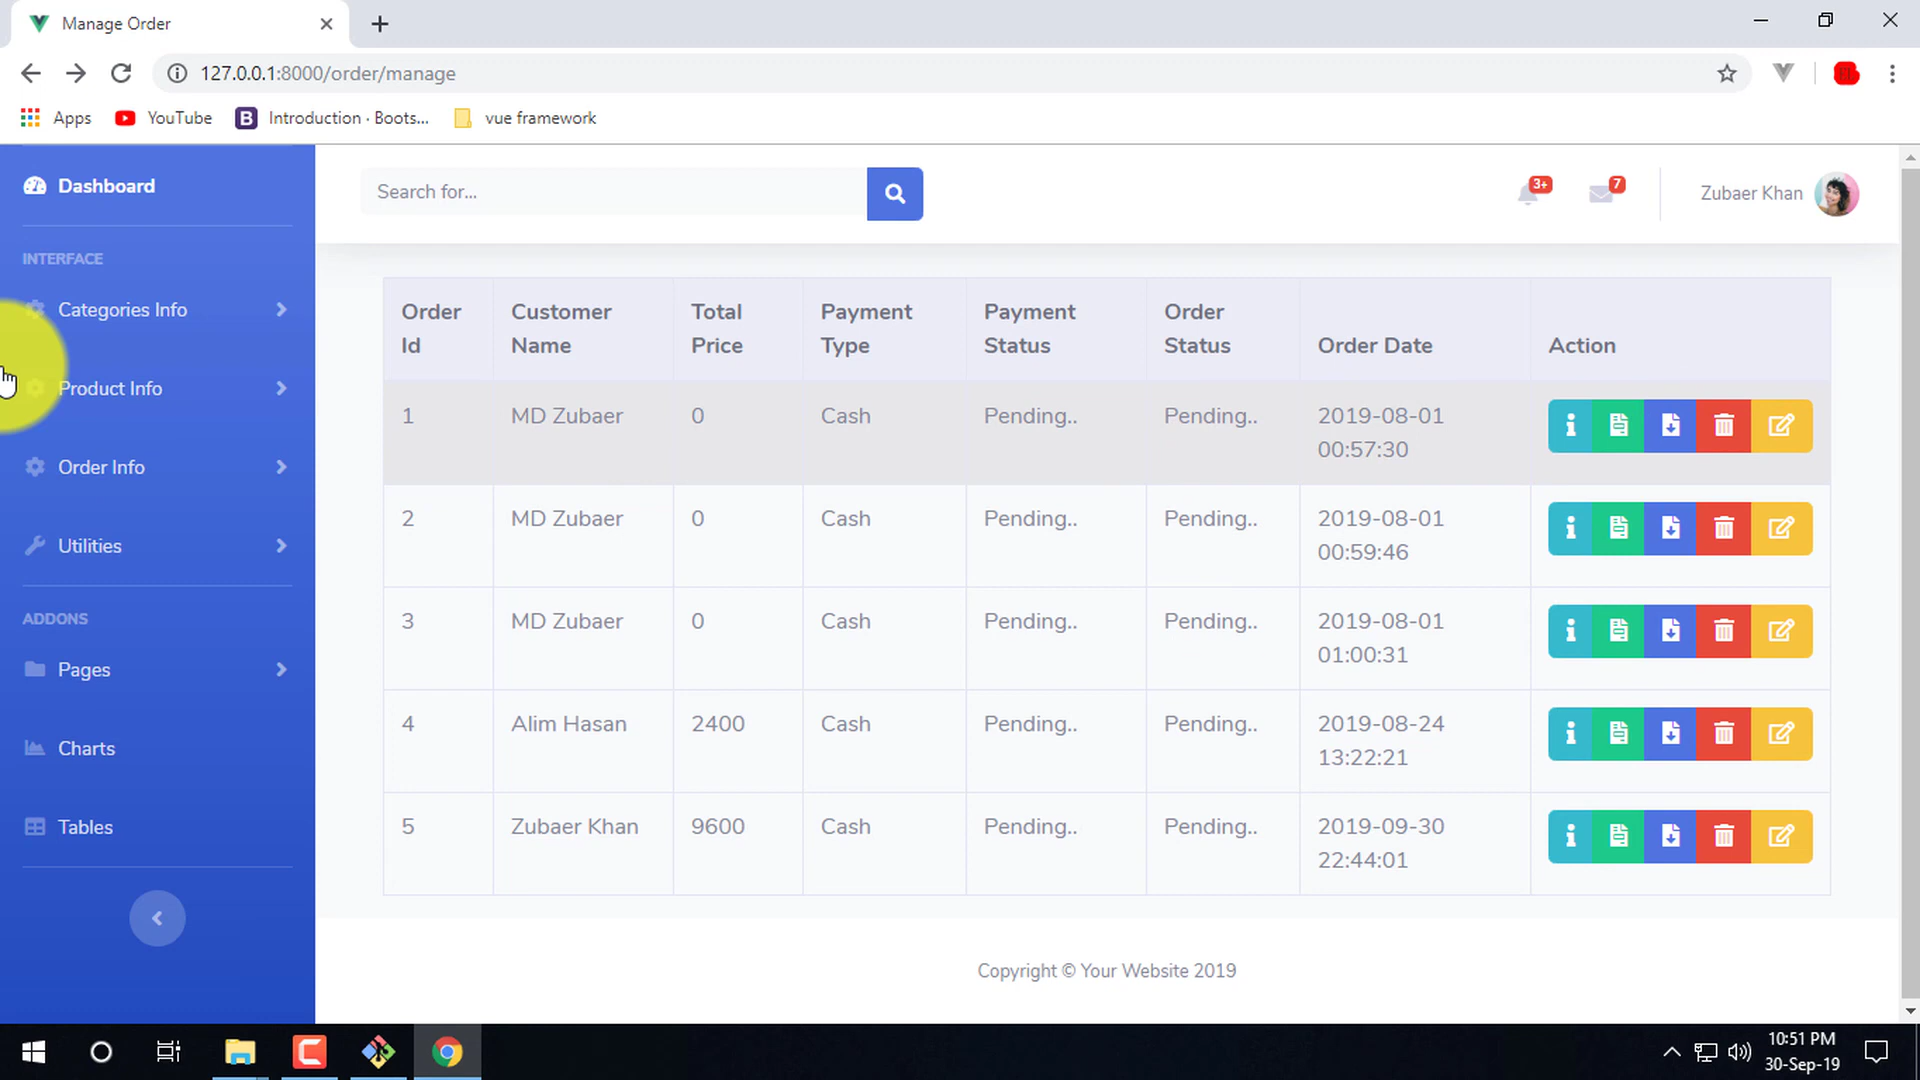 Manage Order
127.0.0.1:8000/order/manage
Apps
YouTube
Introduction · Boots...
vue framework
Dashboard
INTERFACE
Categories Info
Product Info
Order Info
Utilities
ADDONS
Pages
Charts
Tables
Search for...
3+
7
Zubaer Khan
Order Id
Customer Name
Total Price
Payment Type
Payment Status
Order Status
Order Date
Action
1 MD Zubaer 0 Cash Pending.. Pending.. 2019-08-01 00:57:30
2 MD Zubaer 0 Cash Pending.. Pending.. 2019-08-01 00:59:46
3 MD Zubaer 0 Cash Pending.. Pending.. 2019-08-01 01:00:31
4 Alim Hasan 2400 Cash Pending.. Pending.. 2019-08-24 13:22:21
5 Zubaer Khan 9600 Cash Pending.. Pending.. 2019-09-30 22:44:01
Copyright © Your Website 2019
10:51 PM
30-Sep-19